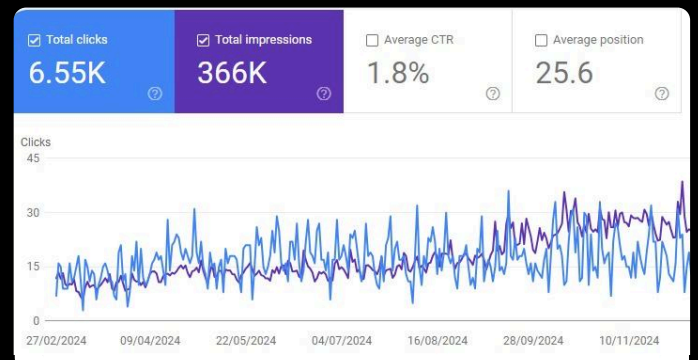 Total clicks
6.55K
Total impressions
366K
Average CTR
1.8%
Average position
25.6
Clicks
45
30
15
0
27/02/2024 09/04/2024 22/05/2024 04/07/2024 16/08/2024 28/09/2024 10/11/2024